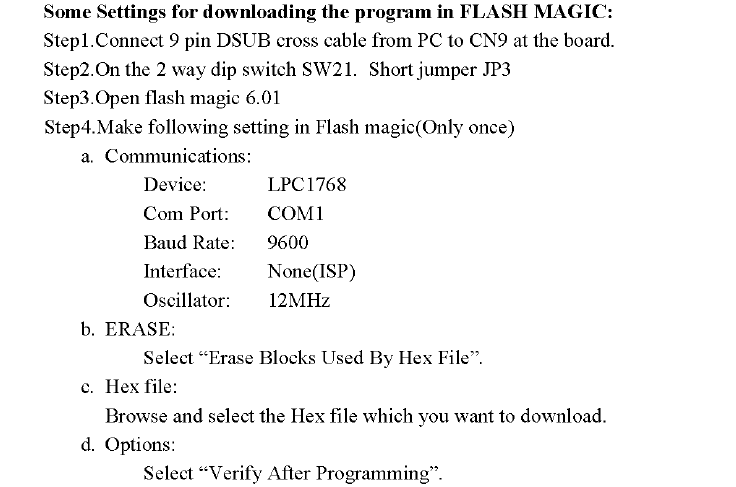 Some Settings for downloading the program in FLASH MAGIC:
Step1.Connect 9 pin DSUB cross cable from PC to CN9 at the board.
Step2.On the 2 way dip switch SW21. Short jumper JP3
Step3.Open flash magic 6.01
Step4.Make following setting in Flash magic(Only once)
a. Communications:
Device: LPC1768
Com Port: COM1
Baud Rate: 9600
Interface: None(ISP)
Oscillator: 12MHz
b. ERASE:
Select “Erase Blocks Used By Hex File”.
c. Hex file:
Browse and select the Hex file which you want to download.
d. Options:
Select “Verify After Programming”.